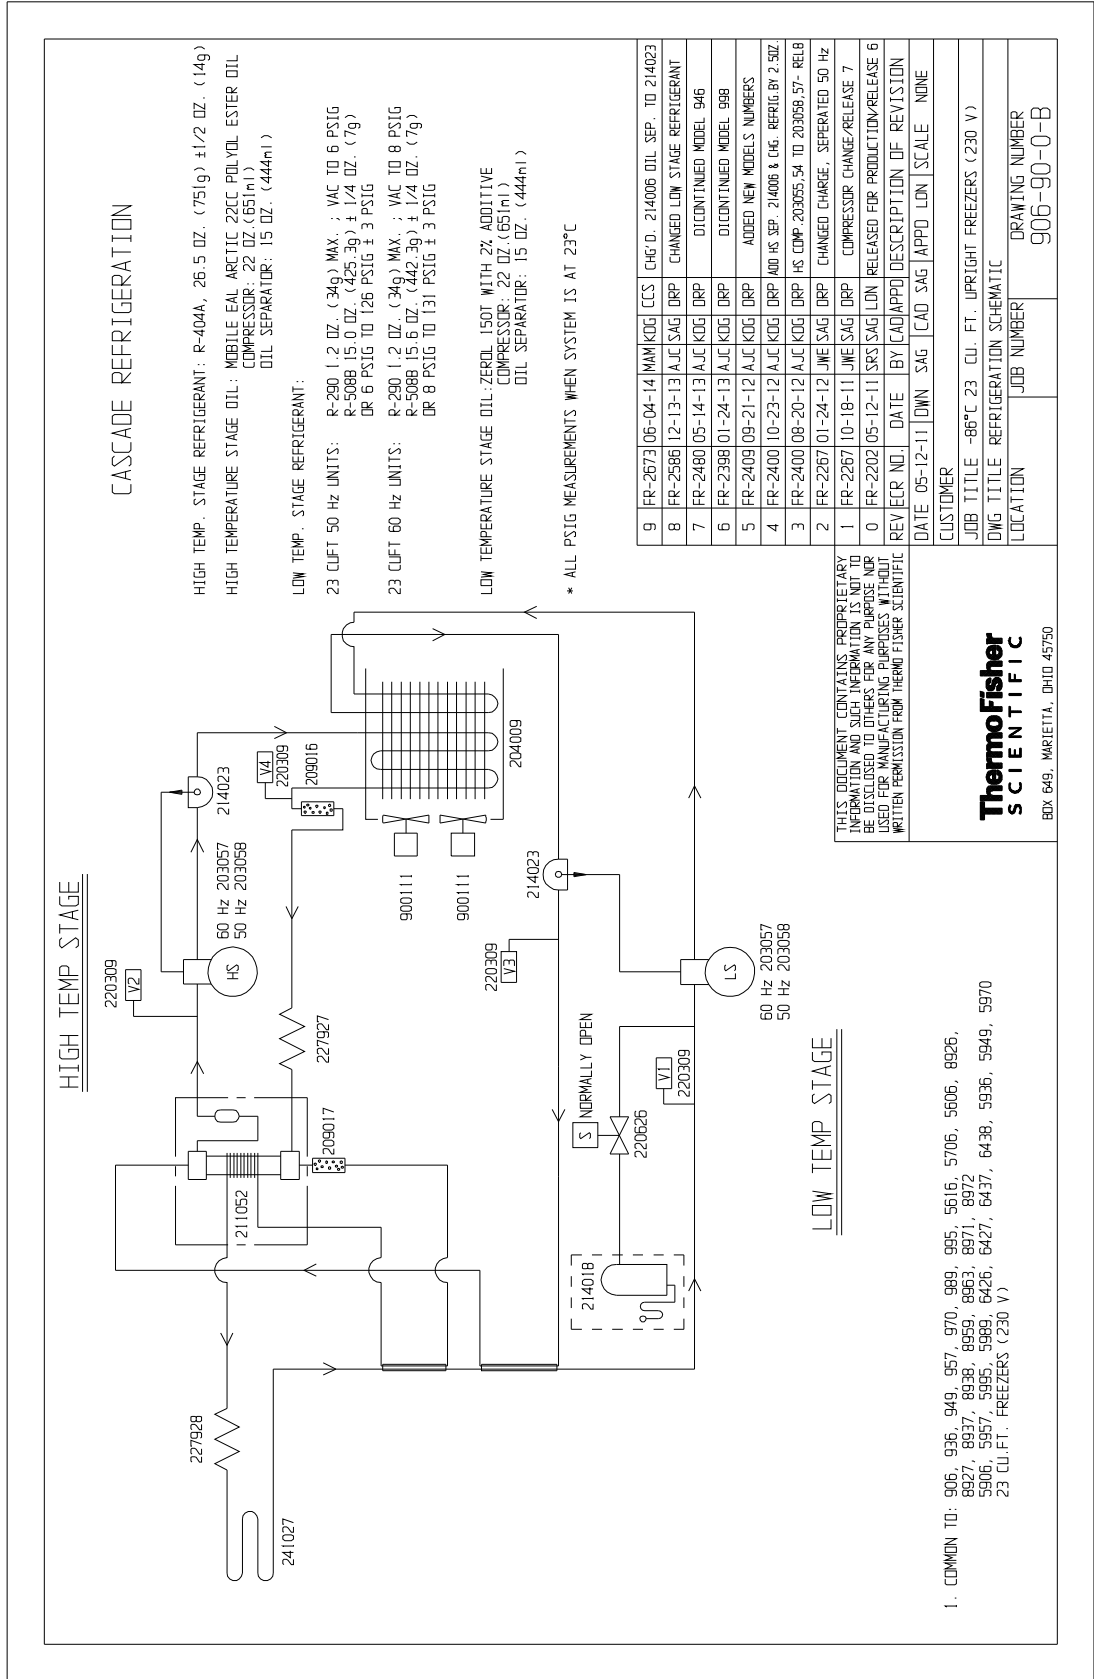 CASCADE REFRIGERATION
HIGH TEMP. STAGE REFRIGERANT: R-404A, 26.5 OZ. (751g) ±1/2 OZ. (14g)
HIGH TEMPERATURE STAGE OIL: MOBILE EAL ARCTIC 22CC POLYOL ESTER OIL
COMPRESSOR: 22 OZ.(651ml)
OIL SEPARATOR: 15 OZ. (444ml)
LOW TEMP. STAGE REFRIGERANT:
23 CUFT 50 Hz UNITS: R-290 1.2 OZ. (34g) MAX. ; VAC TO 6 PSIG
R-508B 15.0 OZ. (425.3g) ± 1/4 OZ. (7g)
OR 6 PSIG TO 126 PSIG ± 3 PSIG
23 CUFT 60 Hz UNITS: R-290 1.2 OZ. (34g) MAX. ; VAC TO 8 PSIG
R-508B 15.6 OZ. (442.3g) ± 1/4 OZ. (7g)
OR 8 PSIG TO 131 PSIG ± 3 PSIG
LOW TEMPERATURE STAGE OIL:ZEROL 150T WITH 2% ADDITIVE
COMPRESSOR: 22 OZ.(651ml)
OIL SEPARATOR: 15 OZ. (444ml)
* ALL PSIG MEASUREMENTS WHEN SYSTEM IS AT 23°C
HIGH TEMP STAGE
220309
V2
HS
60 Hz 203057
50 Hz 203058
214023
V4
220309
209016
204009
900111
900111
227927
209017
211052
227928
241027
214023
220309
V3
S NORMALLY OPEN
220626
V1
220309
LS
60 Hz 203057
50 Hz 203058
214018
LOW TEMP STAGE
1. COMMON TO: 906, 936, 949, 957, 970, 989, 995, 5616, 5706, 5606, 8926,
8927, 8937, 8938, 8959, 8963, 8971, 8972
5906, 5957, 5995, 5989, 6426, 6427, 6437, 6438, 5936, 5949, 5970
23 CU.FT. FREEZERS (230 V)
9 FR-2673 06-04-14 MAM KDG CCS CHG'D. 214006 OIL SEP. TO 214023
8 FR-2586 12-13-13 AJC SAG DRP CHANGED LOW STAGE REFRIGERANT
7 FR-2480 05-14-13 AJC KDG DRP DICONTINUED MODEL 946
6 FR-2398 01-24-13 AJC KDG DRP DICONTINUED MODEL 998
5 FR-2409 09-21-12 AJC KDG DRP ADDED NEW MODELS NUMBERS
4 FR-2400 10-23-12 AJC KDG DRP ADD HS SEP. 214006 & CHG. REFRIG.BY 2.5OZ.
3 FR-2400 08-20-12 AJC KDG DRP HS COMP.203055,54 TO 203058,57- REL8
2 FR-2267 01-24-12 JWE SAG DRP CHANGED CHARGE, SEPERATED 50 Hz
1 FR-2267 10-18-11 JWE SAG DRP COMPRESSOR CHANGE/RELEASE 7
0 FR-2202 05-12-11 SRS SAG LDN RELEASED FOR PRODUCTION/RELEASE 6
REV ECR NO. DATE BY CAD APPD DESCRIPTION OF REVISION
DATE 05-12-11 DWN SAG CAD SAG APPD LDN SCALE NONE
CUSTOMER
JOB TITLE -86°C 23 CU. FT. UPRIGHT FREEZERS (230 V)
DWG TITLE REFRIGERATION SCHEMATIC
LOCATION JOB NUMBER DRAWING NUMBER
906-90-0-B
THIS DOCUMENT CONTAINS PROPRIETARY
INFORMATION AND SUCH INFORMATION IS NOT TO
BE DISCLOSED TO OTHERS FOR ANY PURPOSE NOR
USED FOR MANUFACTURING PURPOSES WITHOUT
WRITTEN PERMISSION FROM THERMO FISHER SCIENTIFIC
ThermoFisher
SCIENTIFIC
BOX 649, MARIETTA, OHIO 45750